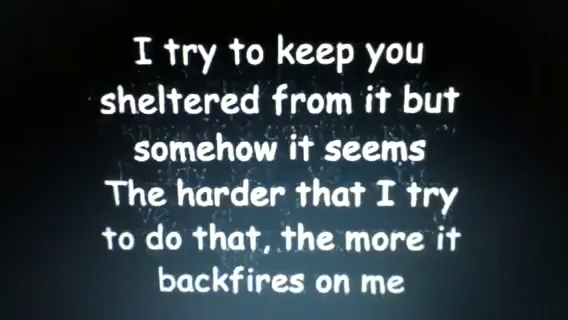 I try to keep you
sheltered from it but
somehow it seems
The harder that I try
to do that, the more it
backfires on me